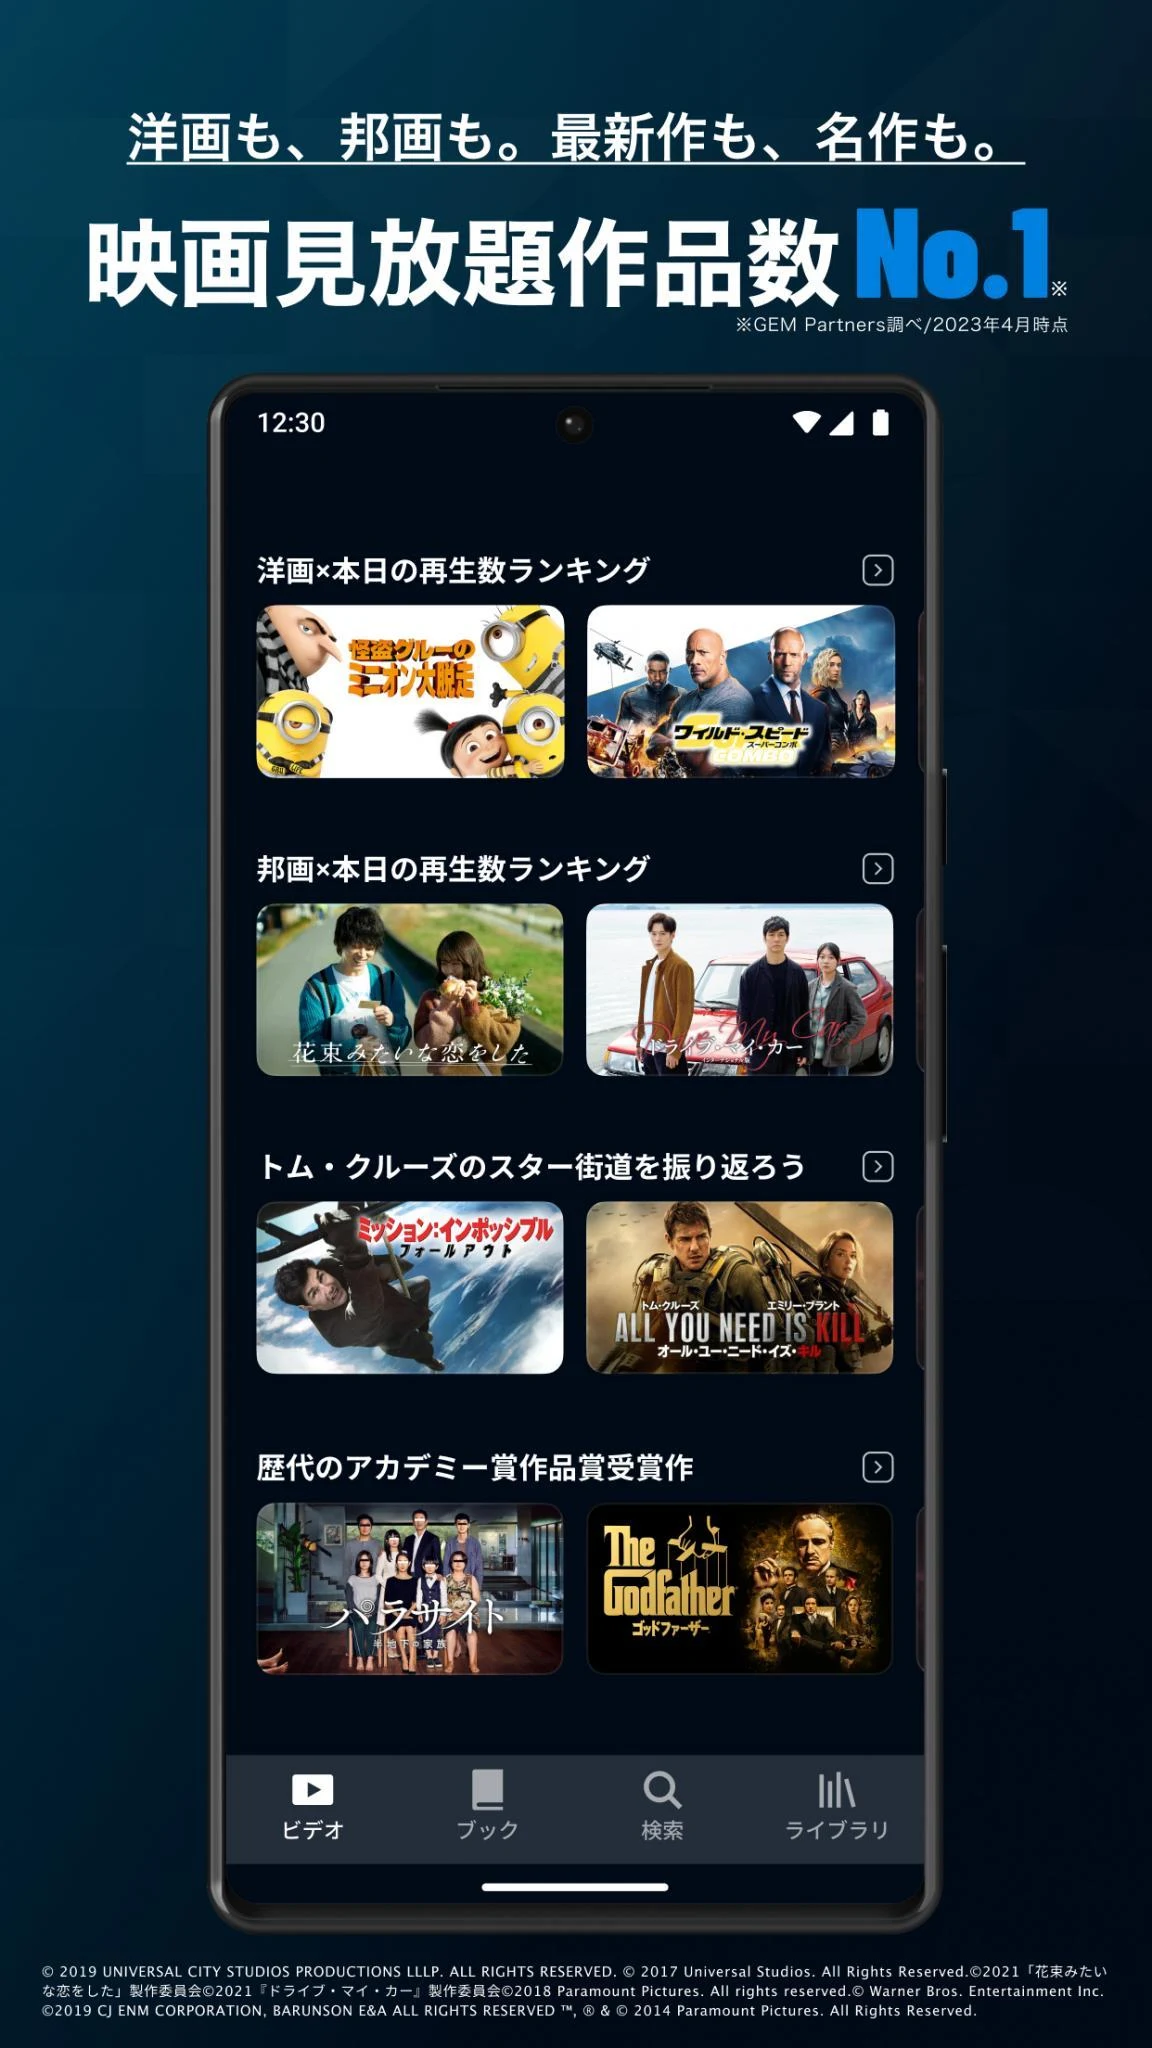 洋画も、邦画も。最新作も、名作も。
映画見放題作品数No.1※
※GEM Partners調べ/2023年4月時点
12:30
洋画×本日の再生数ランキング
怪盗グルーの
ミニオン大脱走
ワイルド・スピード
スーパーコンボ
COMBO
邦画×本日の再生数ランキング
花束みたいな恋をした
Drive My Car
ドライブ・マイ・カー
インターナショナル版
トム・クルーズのスター街道を振り返ろう
ミッション:インポッシブル
フォールアウト
トム・クルーズ エミリー・ブラント
ALL YOU NEED IS KILL
オール・ユー・ニード・イズ・キル
歴代のアカデミー賞作品賞受賞作
パラサイト
半地下の家族
The
Godfather
ゴッドファーザー
ビデオ ブック 検索 ライブラリ
© 2019 UNIVERSAL CITY STUDIOS PRODUCTIONS LLLP. ALL RIGHTS RESERVED. © 2017 Universal Studios. All Rights Reserved.©2021「花束みたい
な恋をした」製作委員会©2021『ドライブ・マイ・カー』製作委員会©2018 Paramount Pictures. All rights reserved.© Warner Bros. Entertainment Inc.
©2019 CJ ENM CORPORATION, BARUNSON E&A ALL RIGHTS RESERVED ™, ® & © 2014 Paramount Pictures. All Rights Reserved.